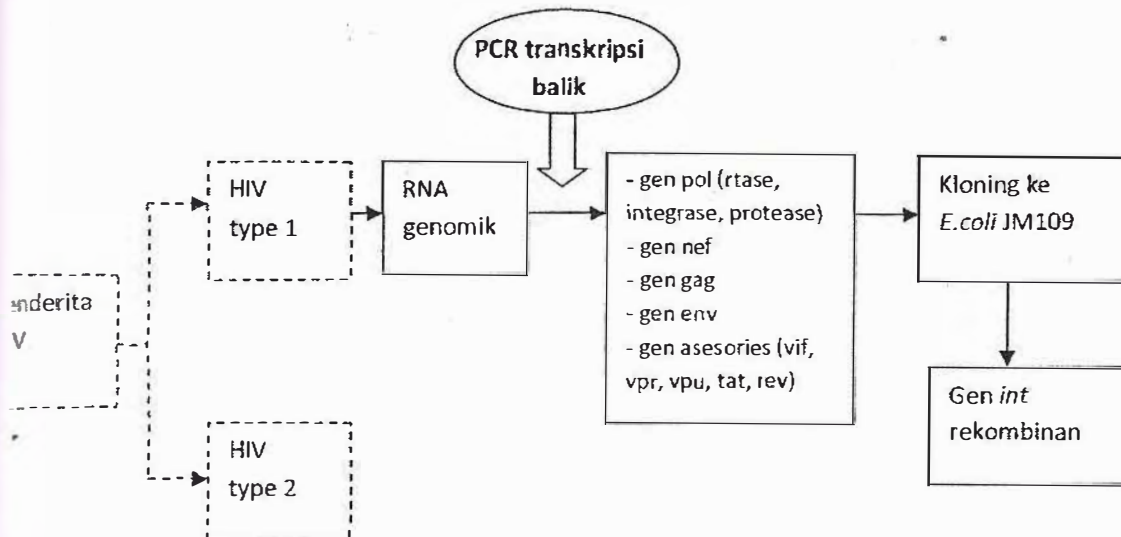 PCR transkripsi
balik
HIV
type 1
RNA
genomik
- gen pol (rtase,
integrase, protease)
- gen nef
- gen gag
- gen env
- gen asesories (vif,
vpr, vpu, tat, rev)
Kloning ke
E.coli JM109
enderita
V
HIV
type 2
Gen int
rekombinan